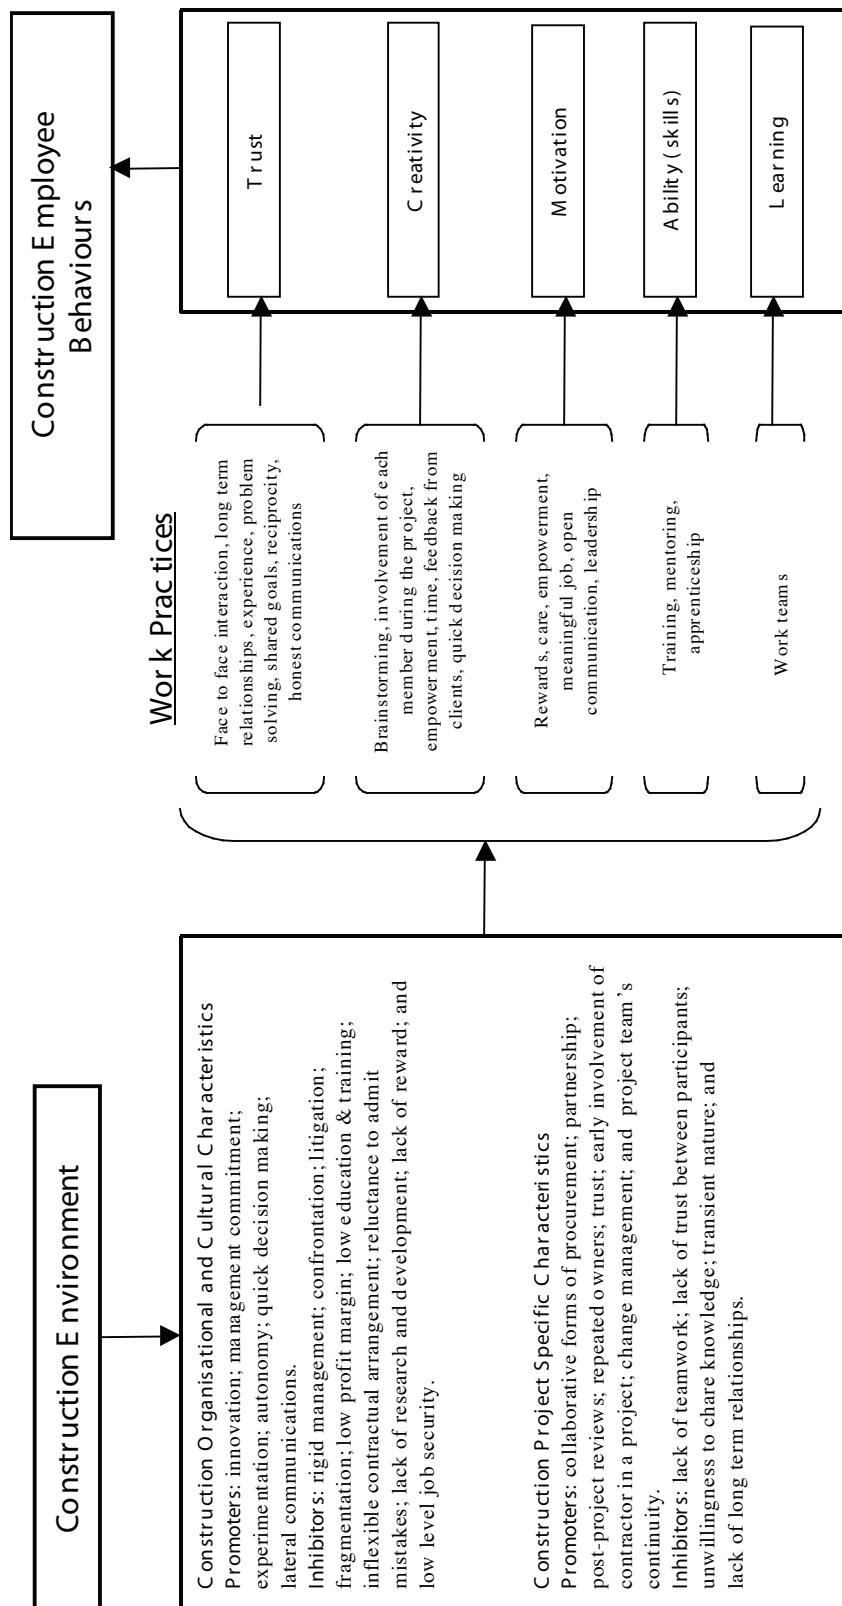 Construction Environment
Construction Organisational and Cultural Characteristics
Promoters: innovation; management commitment;
experimentation; autonomy; quick decision making;
lateral communications.
Inhibitors: rigid management; confrontation; litigation;
fragmentation; low profit margin; low education & training;
inflexible contractual arrangement; reluctance to admit
mistakes; lack of research and development; lack of reward; and
low level job security.
Construction Project Specific Characteristics
Promoters: collaborative forms of procurement; partnership;
post-project reviews; repeated owners; trust; early involvement of
contractor in a project; change management; and project team's
continuity.
Inhibitors: lack of teamwork; lack of trust between participants;
unwillingness to chare knowledge; transient nature; and
lack of long term relationships.
Work Practices
Face to face interaction, long term
relationships, experience, problem
solving, shared goals, reciprocity,
honest communications
Brainstorming, involvement of each
member during the project,
empowerment, time, feedback from
clients, quick decision making
Rewards, care, empowerment,
meaningful job, open
communication, leadership
Training, mentoring,
apprenticeship
Work teams
Construction Employee
Behaviours
Trust
Creativity
Motivation
Ability (skills)
Learning